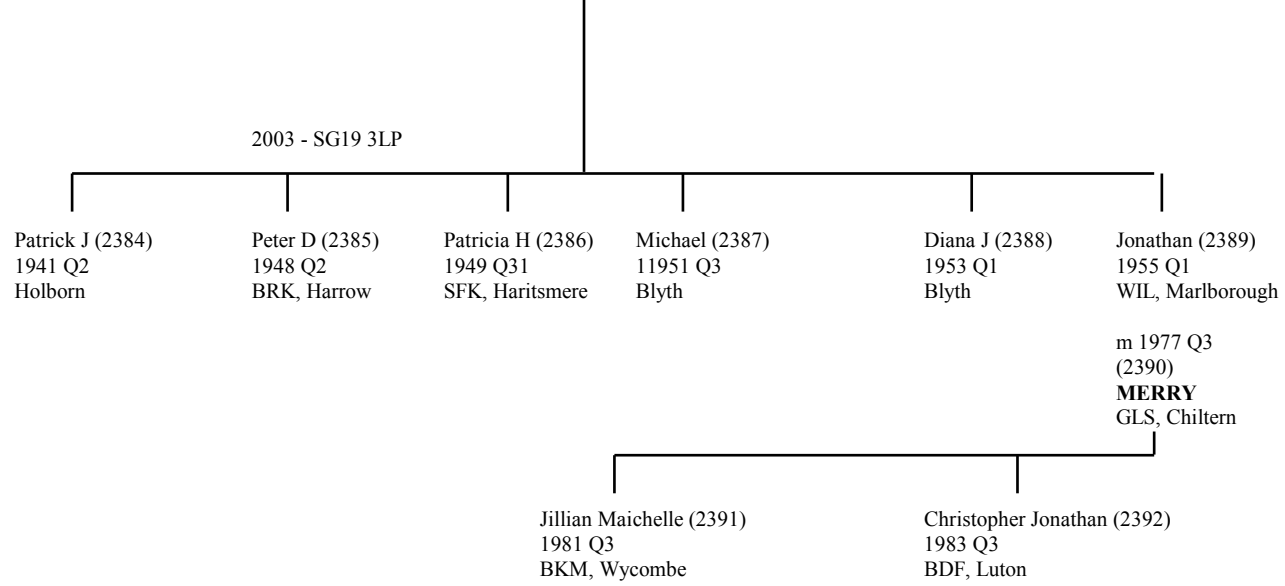 2003 - SG19 3LP
Patrick J (2384)
1941 Q2
Holborn
Peter D (2385)
1948 Q2
BRK, Harrow
Patricia H (2386)
1949 Q31
SFK, Haritsmere
Michael (2387)
11951 Q3
Blyth
Diana J (2388)
1953 Q1
Blyth
Jonathan (2389)
1955 Q1
WIL, Marlborough
m 1977 Q3
(2390)
MERRY
GLS, Chiltern
Jillian Maichelle (2391)
1981 Q3
BKM, Wycombe
Christopher Jonathan (2392)
1983 Q3
BDF, Luton